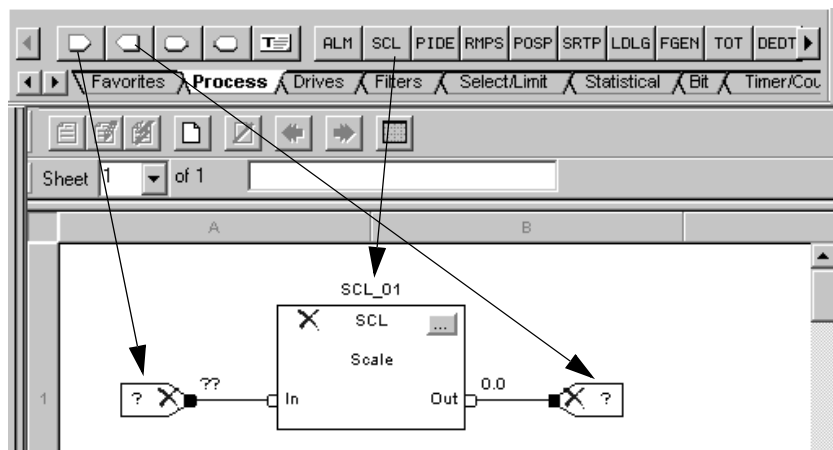 T ALM SCL PIDE RMPS POSP SRTP LDLG FGEN TOT DEDT
Favorites Process Drives Filters Select/Limit Statistical Bit Timer/Cou
Sheet 1 of 1
A B
SCL_01
SCL ...
Scale
? ?? In Out 0.0 ?
1